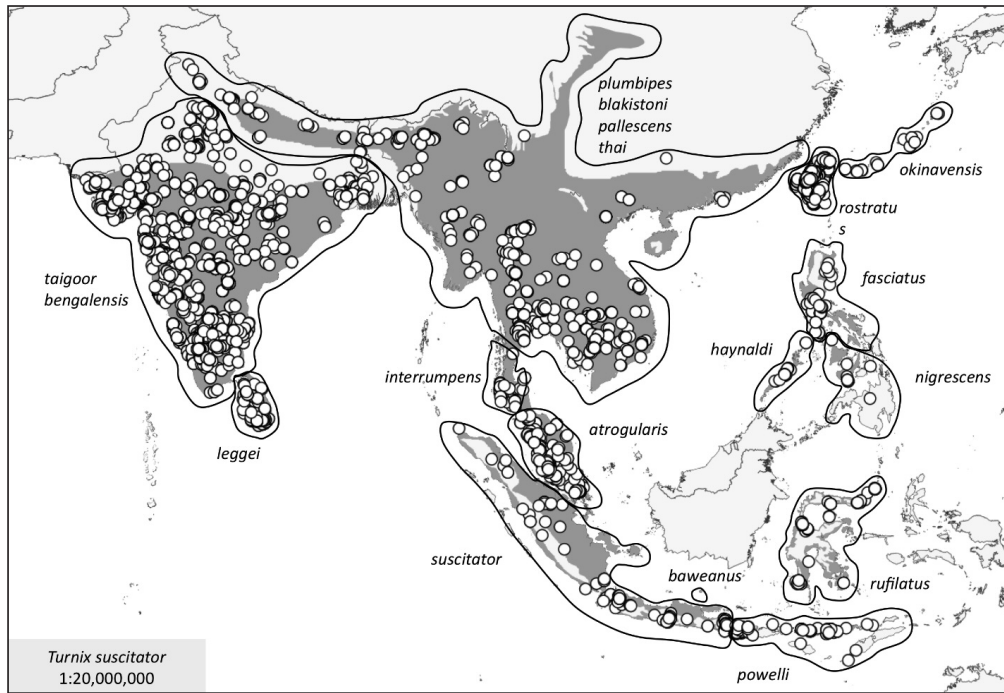 plumbipes
blakistoni
pallescens
thai
okinavensis
rostratu
s
taigoor
bengalensis
fasciatus
haynaldi
interrumpens
nigrescens
atrogularis
leggei
suscitator
baweanus
rufilatus
powelli
Turnix suscitator
1:20,000,000